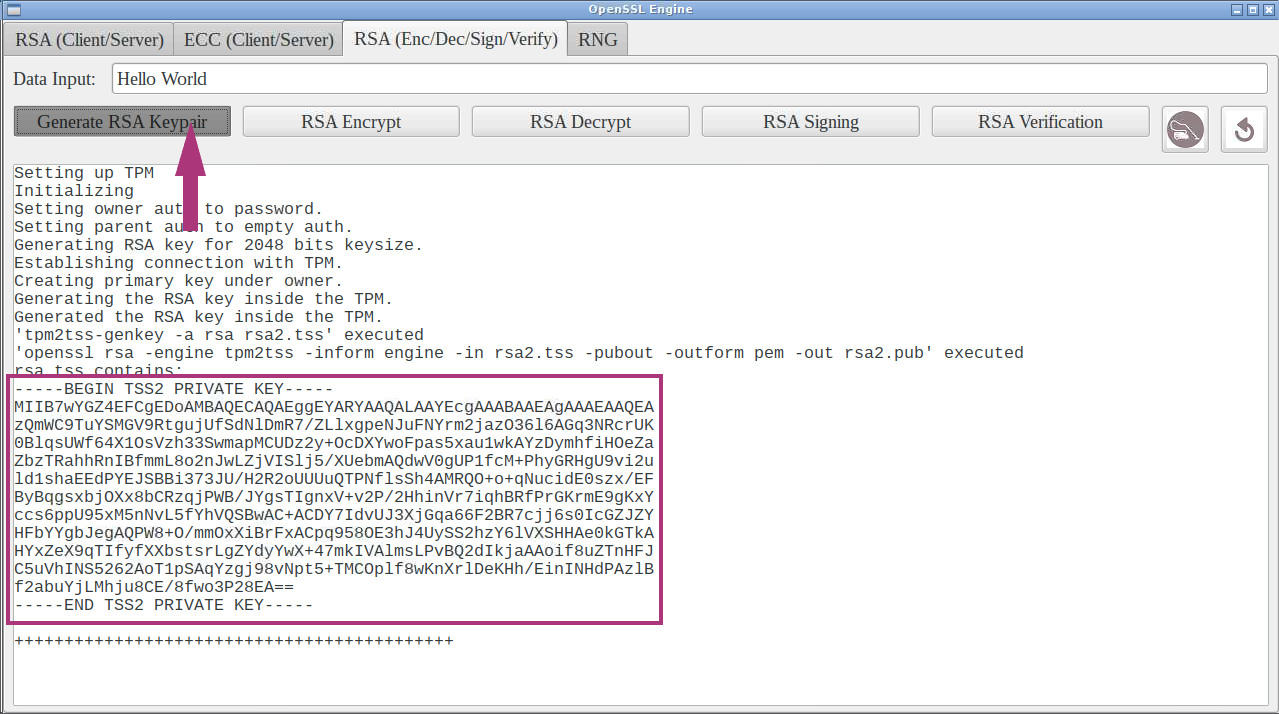 OpenSSL Engine
RSA (Client/Server)
ECC (Client/Server)
RSA (Enc/Dec/Sign/Verify)
RNG
Data Input:
Hello World
Generate RSA Keypair
RSA Encrypt
RSA Decrypt
RSA Signing
RSA Verification
Setting up TPM
Initializing
Setting owner auth to password.
Setting parent auth to empty auth.
Generating RSA key for 2048 bits keysize.
Establishing connection with TPM.
Creating primary key under owner.
Generating the RSA key inside the TPM.
Generated the RSA key inside the TPM.
'tpm2tss-genkey -a rsa rsa2.tss' executed
'openssl rsa -engine tpm2tss -inform engine -in rsa2.tss -pubout -outform pem -out rsa2.pub' executed
rsa.tss contains:
-----BEGIN TSS2 PRIVATE KEY-----
MIIB7wYGZ4EFCgEDoAMBAQECAQAEggEYARYAAQALAAYEcgAAABAAEAgAAAEAAQEA
zQmWC9TuYSMGV9RtgujUfSdNlDmR7/ZLlxgpeNJuFNYrm2jazO36l6AGq3NRcrUK
0BlqsUWf64X1OsVzh33SwmapMCUDz2y+OcDXYwoFpas5xau1wkAYzDymhfiHOeZa
ZbzTRahhRnIBfmmL8o2nJwLZjVISlj5/XUebmAQdwV0gUP1fcM+PhyGRHgU9vi2u
ld1shaEEdPYEJSBBi373JU/H2R2oUUUuQTPNflsSh4AMRQO+o+qNucidE0szx/EF
ByBqgsxbjOXx8bCRzqjPWB/JYgsTIgnxV+v2P/2HhinVr7iqhBRfPrGKrmE9gKxY
ccs6ppU95xM5nNvL5fYhVQSBwAC+ACDY7IdvUJ3XjGqa66F2BR7cjj6s0IcGZJZY
HFbYYgbJegAQPW8+O/mmOxXiBrFxACpq958OE3hJ4UySS2hzY6lVXSHHAe0kGTkA
HYxZeX9qTIfyfXXbstsrLgZYdyYwX+47mkIVAlmsLPvBQ2dIkjaAAoif8uZTnHFJ
C5uVhINS5262AoT1pSAqYzgj98vNpt5+TMCOplf8wKnXrlDeKHh/EinINHdPAzlB
f2abuYjLMhju8CE/8fwo3P28EA==
-----END TSS2 PRIVATE KEY-----
++++++++++++++++++++++++++++++++++++++++++++